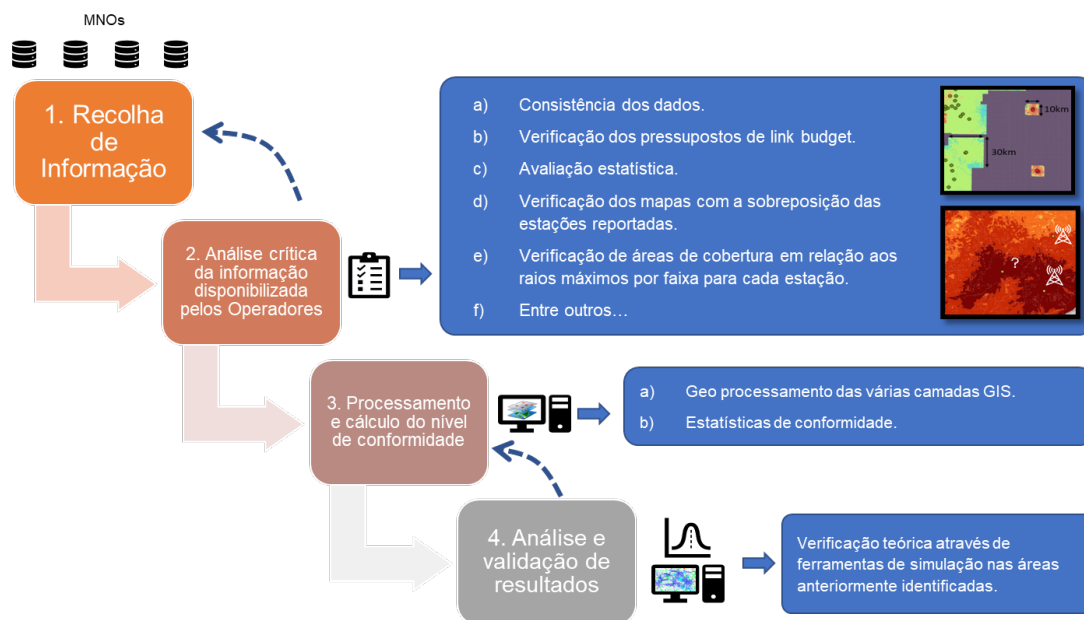 MNOs
1. Recolha
de
Informação
a) Consistência dos dados.
b) Verificação dos pressupostos de link budget.
c) Avaliação estatística.
d) Verificação dos mapas com a sobreposição das
estações reportadas.
e) Verificação de áreas de cobertura em relação aos
raios máximos por faixa para cada estação.
f) Entre outros…
10km
30km
?
2. Análise crítica
da informação
disponibilizada
pelos Operadores
3. Processamento
e cálculo do nível
de conformidade
a) Geo processamento das várias camadas GIS.
b) Estatísticas de conformidade.
4. Análise e
validação de
resultados
Verificação teórica através de
ferramentas de simulação nas áreas
anteriormente identificadas.